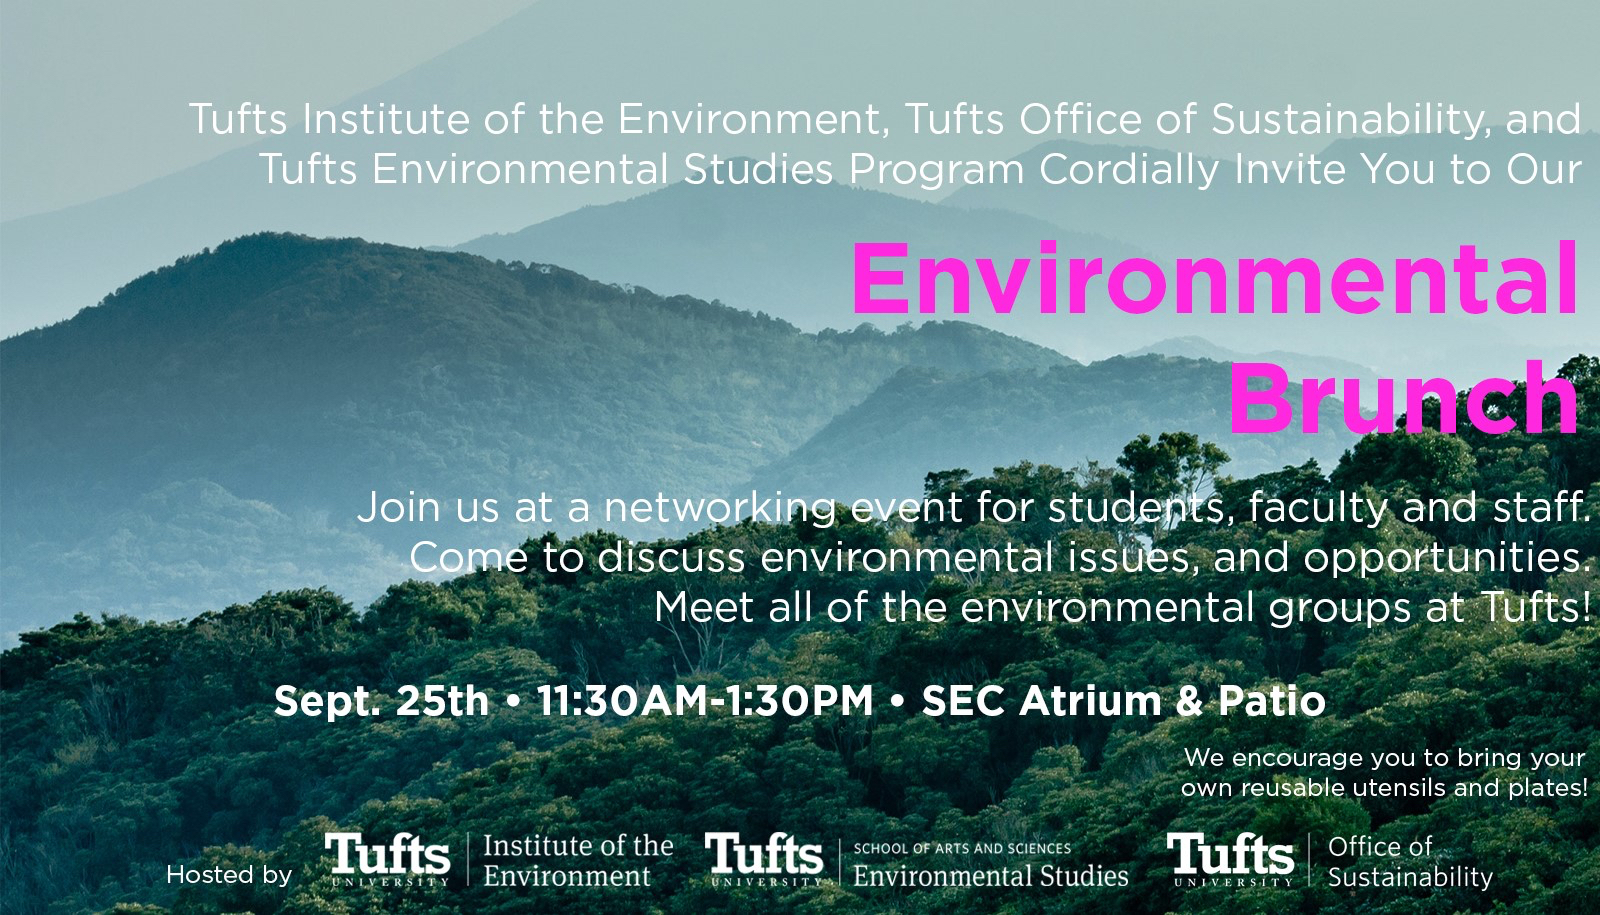 Tufts Institute of the Environment, Tufts Office of Sustainability, and
Tufts Environmental Studies Program Cordially Invite You to Our
Environmental
Brunch
Join us at a networking event for students, faculty and staff.
Come to discuss environmental issues, and opportunities.
Meet all of the environmental groups at Tufts!
Sept. 25th • 11:30AM-1:30PM • SEC Atrium & Patio
We encourage you to bring your
own reusable utensils and plates!
Hosted by
Tufts
UNIVERSITY
Institute of the
Environment
Tufts
UNIVERSITY
SCHOOL OF ARTS AND SCIENCES
Environmental Studies
Tufts
UNIVERSITY
Office of
Sustainability